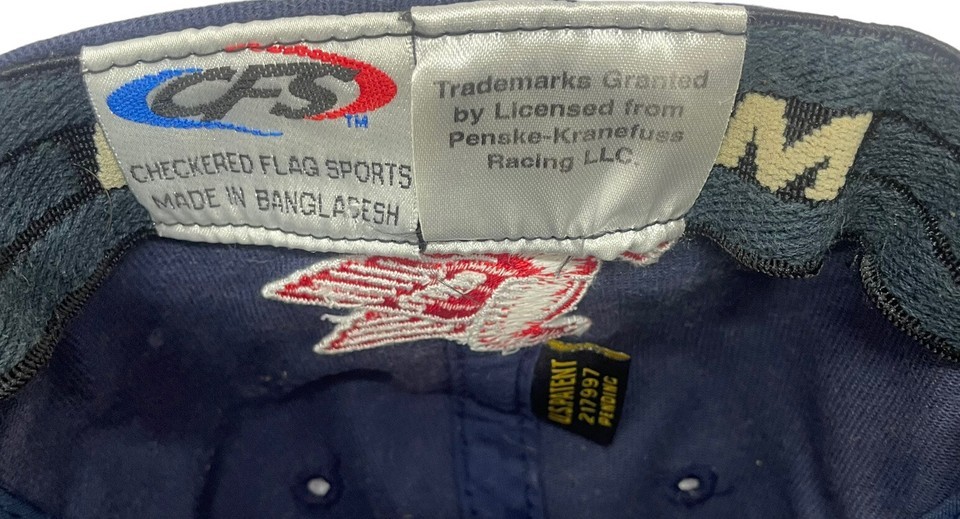 CFS
TM
CHECKERED FLAG SPORTS
MADE IN BANGLADESH
Trademarks Granted
by Licensed from
Penske-Kranefuss
Racing LLC.
M
U.S.PATENT
217997
PENDING